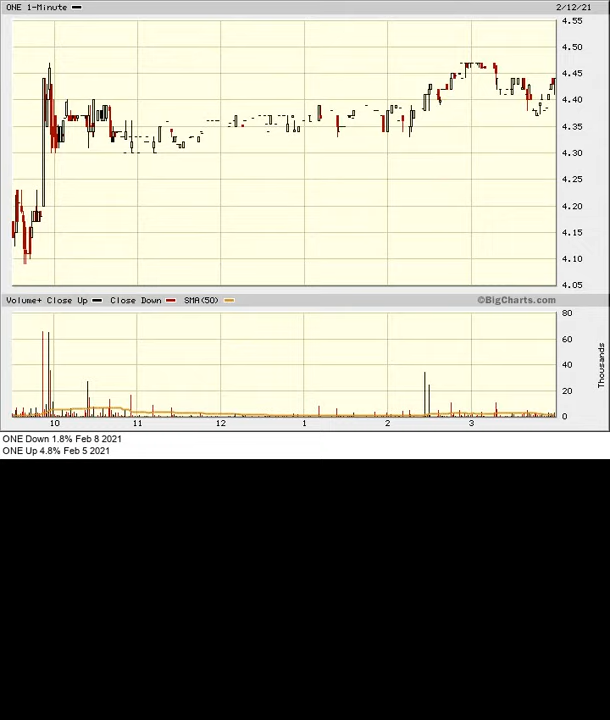 ONE 1-Minute 2/12/21
4.55
4.50
4.45
4.40
4.35
4.30
4.25
4.20
4.15
4.10
4.05
Volume+ Close Up Close Down SMA(50) ©BigCharts.com
80
60
40
20
0
Thousands
10 11 12 1 2 3
ONE Down 1.8% Feb 8 2021
ONE Up 4.8% Feb 5 2021